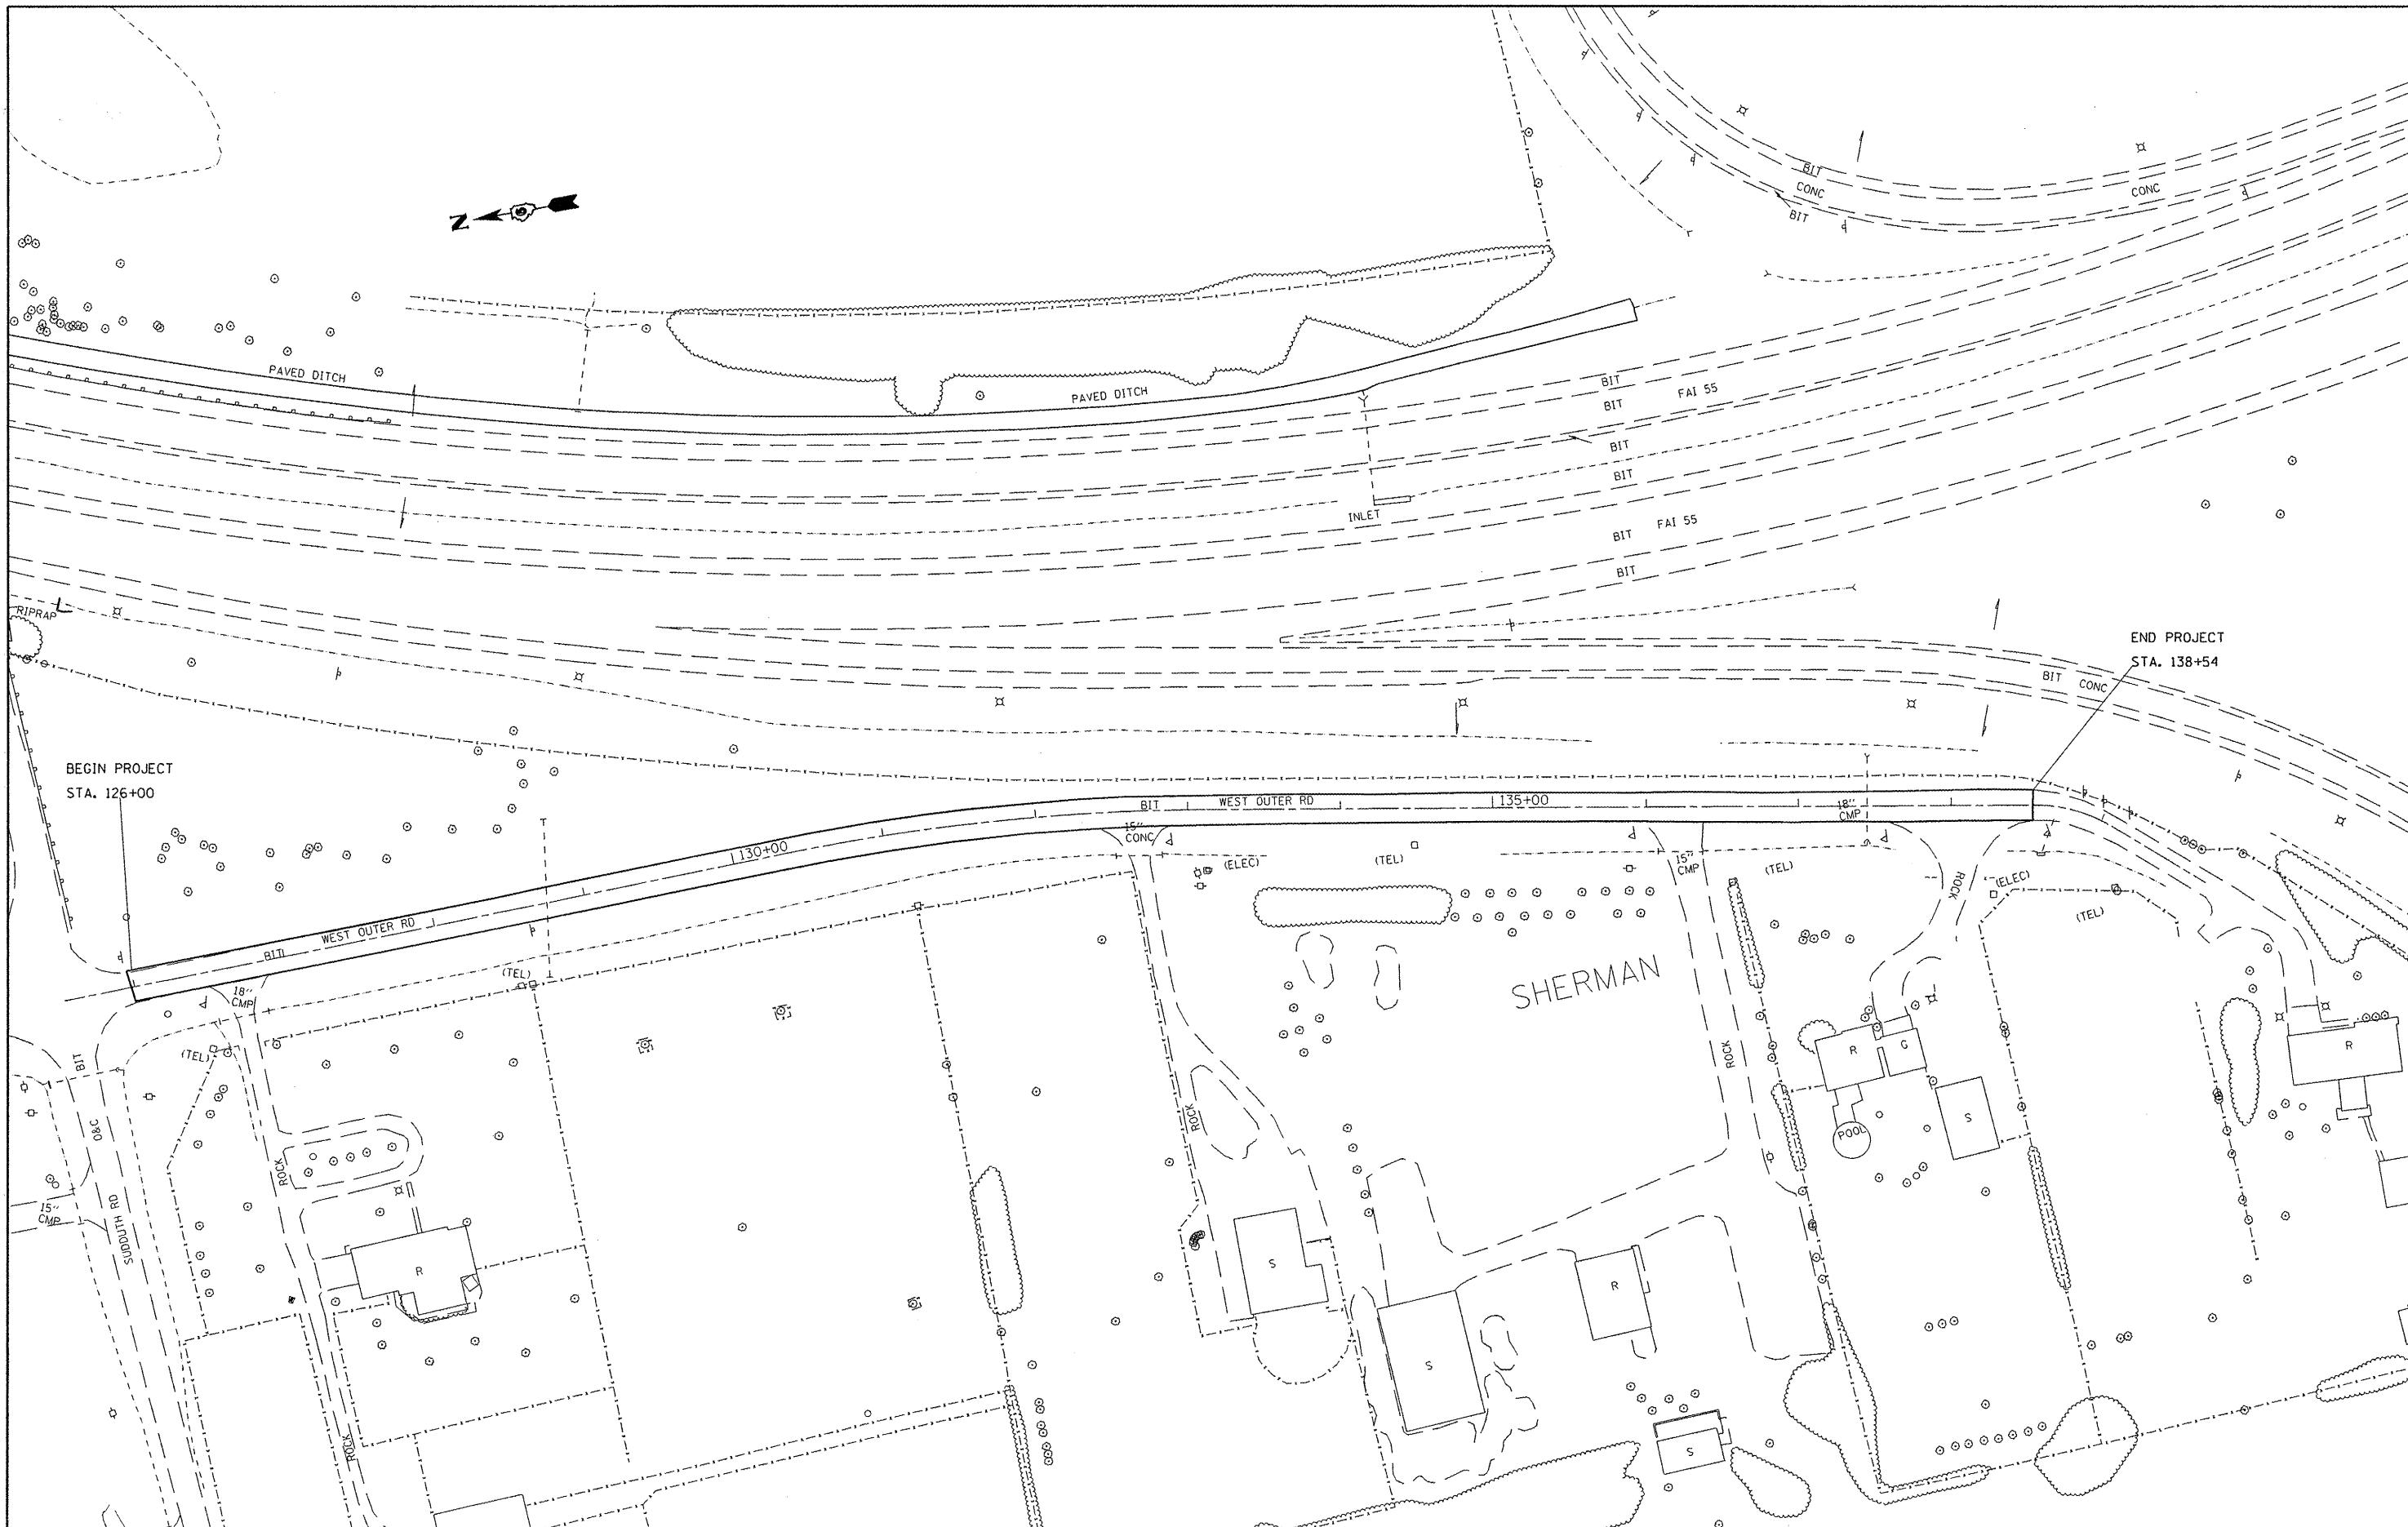 BIT
CONC
BIT
CONC
N
PAVED DITCH
PAVED DITCH
BIT
FAI 55
BIT
BIT
BIT
INLET
FAI 55
BIT
BIT
RIPRAP
END PROJECT
STA. 138+54
BIT CONC
BEGIN PROJECT
STA. 126+00
BIT
WEST OUTER RD
135+00
18"
CMP
15"
CONC
130+00
(ELEC)
(TEL)
15"
CMP
(TEL)
ROCK
(ELEC)
(TEL)
WEST OUTER RD
BIT
(TEL)
18"
CMP
SHERMAN
(TEL)
BIT
ROCK
R
G
R
O&C
ROCK
S
POOL
ROCK
15"
CMP
SUDDUTH RD
R
S
R
S
ROCK
S